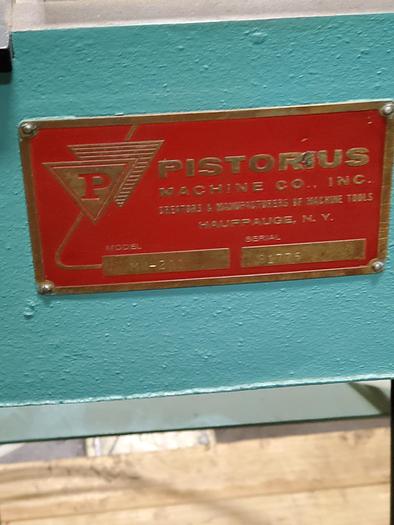 P
PISTORIUS
MACHINE CO., INC.
CREATORS & MANUFACTURERS OF MACHINE TOOLS
HAUPPAUGE, N. Y.
MODEL
SERIAL